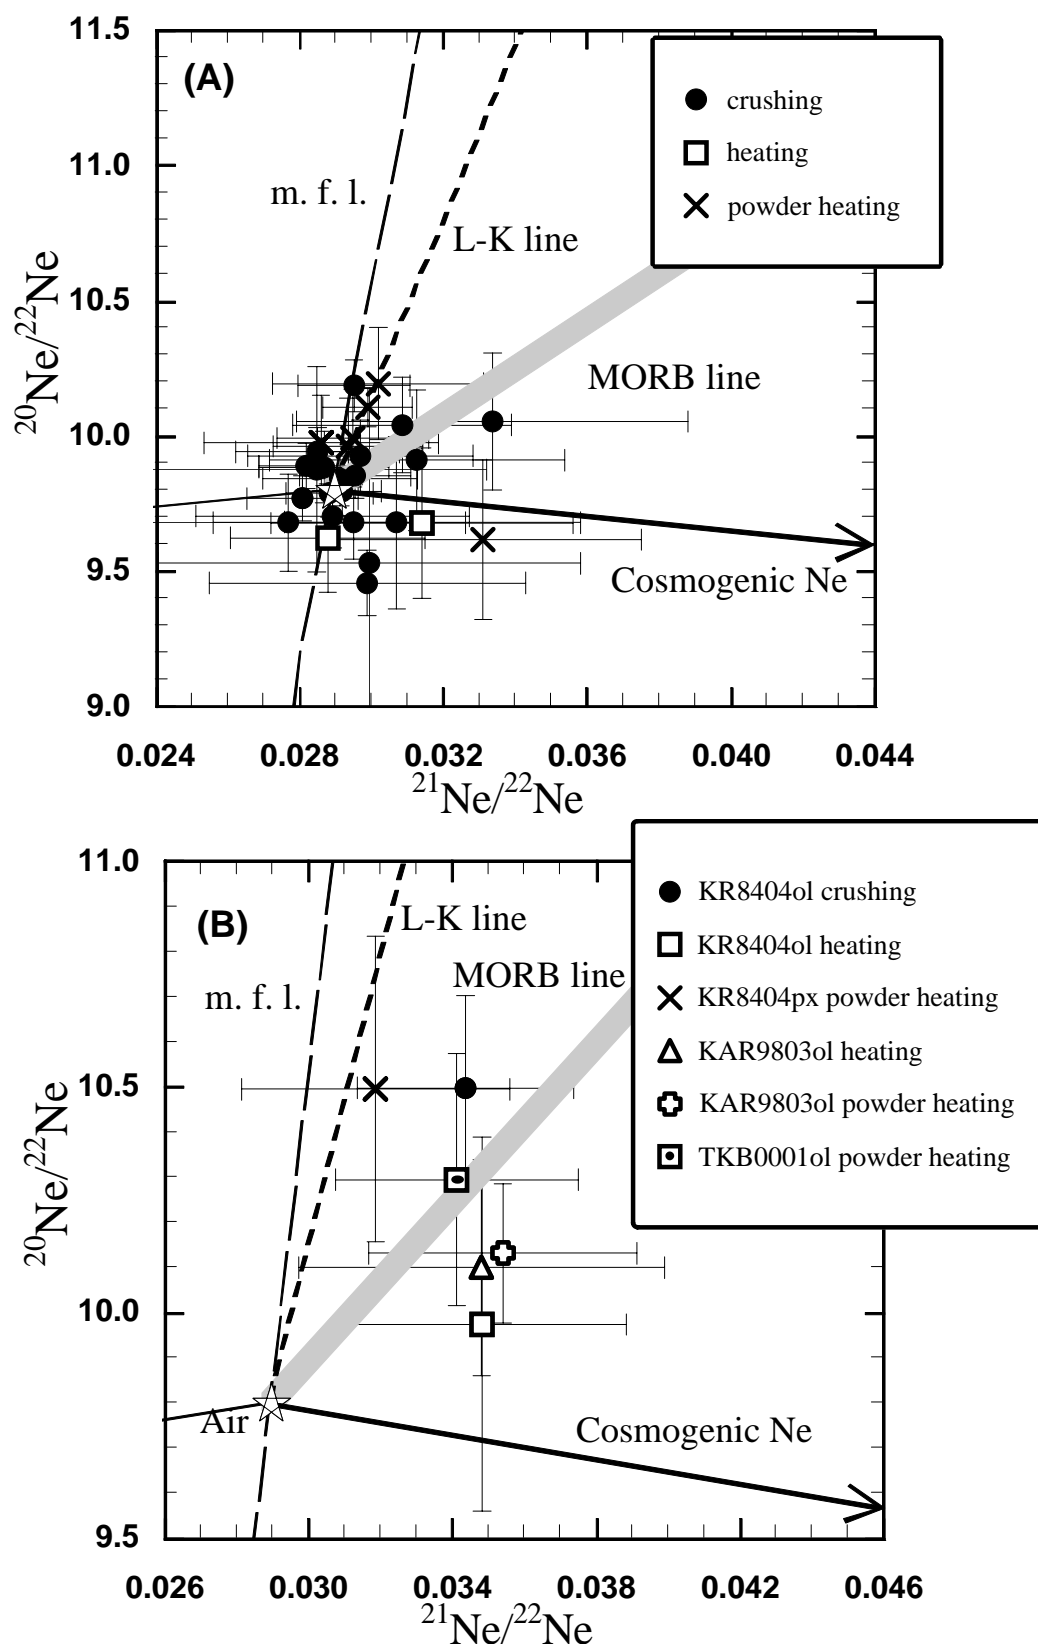 11.5
(A)
crushing
heating
powder heating
11.0
m. f. l.
L-K line
10.5
MORB line
10.0
9.5
Cosmogenic Ne
9.0
0.024 0.028 0.032 0.036 0.040 0.044
²¹Ne/²²Ne
²⁰Ne/²²Ne
11.0
(B)
L-K line
MORB line
m. f. l.
KR8404ol crushing
KR8404ol heating
KR8404px powder heating
KAR9803ol heating
KAR9803ol powder heating
TKB0001ol powder heating
10.5
10.0
Air
Cosmogenic Ne
9.5
0.026 0.030 0.034 0.038 0.042 0.046
²¹Ne/²²Ne
²⁰Ne/²²Ne